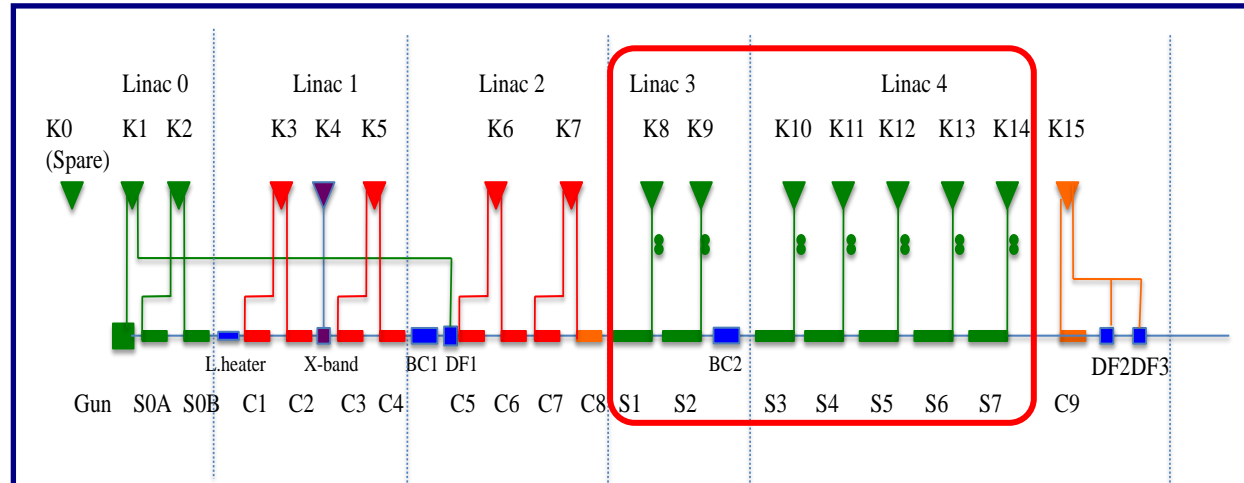 Linac 0 Linac 1 Linac 2 Linac 3 Linac 4
K0 K1 K2 K3 K4 K5 K6 K7 K8 K9 K10 K11 K12 K13 K14 K15
(Spare)
L.heater X-band BC1 DF1 BC2 DF2DF3
Gun S0A S0B C1 C2 C3 C4 C5 C6 C7 C8 S1 S2 S3 S4 S5 S6 S7 C9